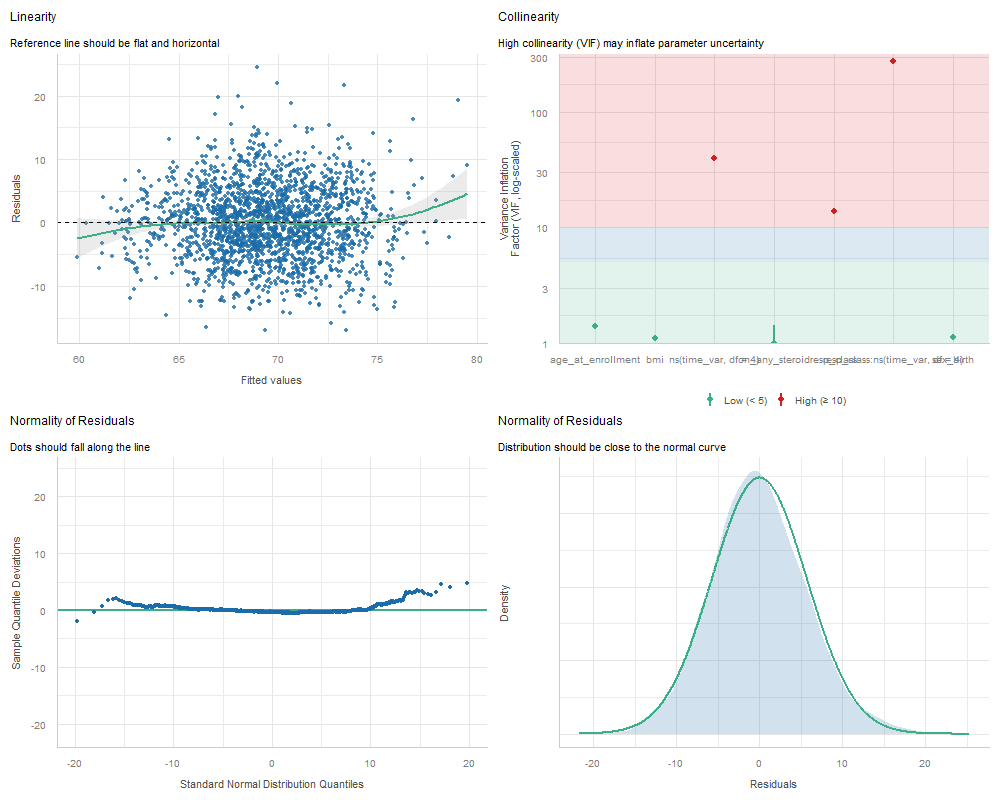 Linearity
Reference line should be flat and horizontal
Residuals
20
10
0
-10
60
65
70
75
80
Fitted values
Collinearity
High collinearity (VIF) may inflate parameter uncertainty
Variance Inflation
Factor (VIF, log-scaled)
300
100
30
10
3
1
age_at_enrollment bmi ns(time_var,
Low (< 5)
High (≥ 10)
Normality of Residuals
Dots should fall along the line
Sample Quantile Deviations
20
10
0
-10
-20
-20
-10
0
10
20
Standard Normal Distribution Quantiles
Normality of Residuals
Distribution should be close to the normal curve
Density
-20
-10
0
10
20
Residuals